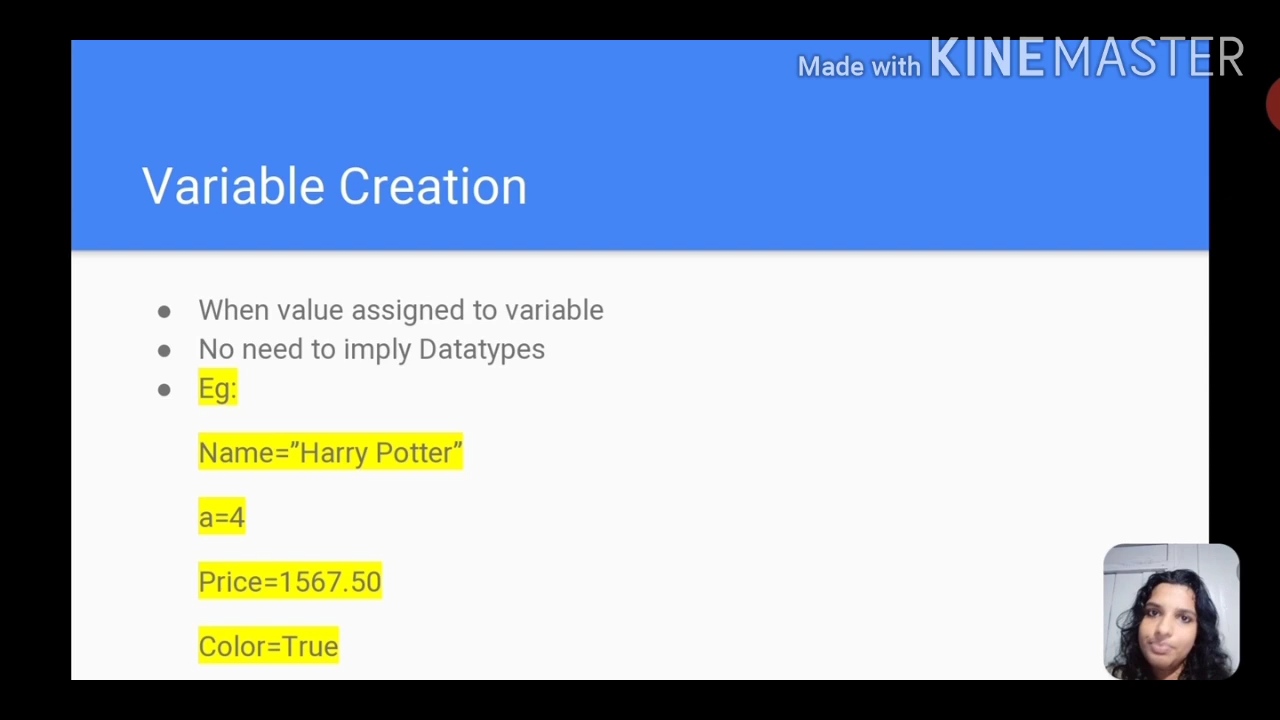 Made with KINEMASTER
Variable Creation
● When value assigned to variable
● No need to imply Datatypes
● Eg:
Name=”Harry Potter”
a=4
Price=1567.50
Color=True